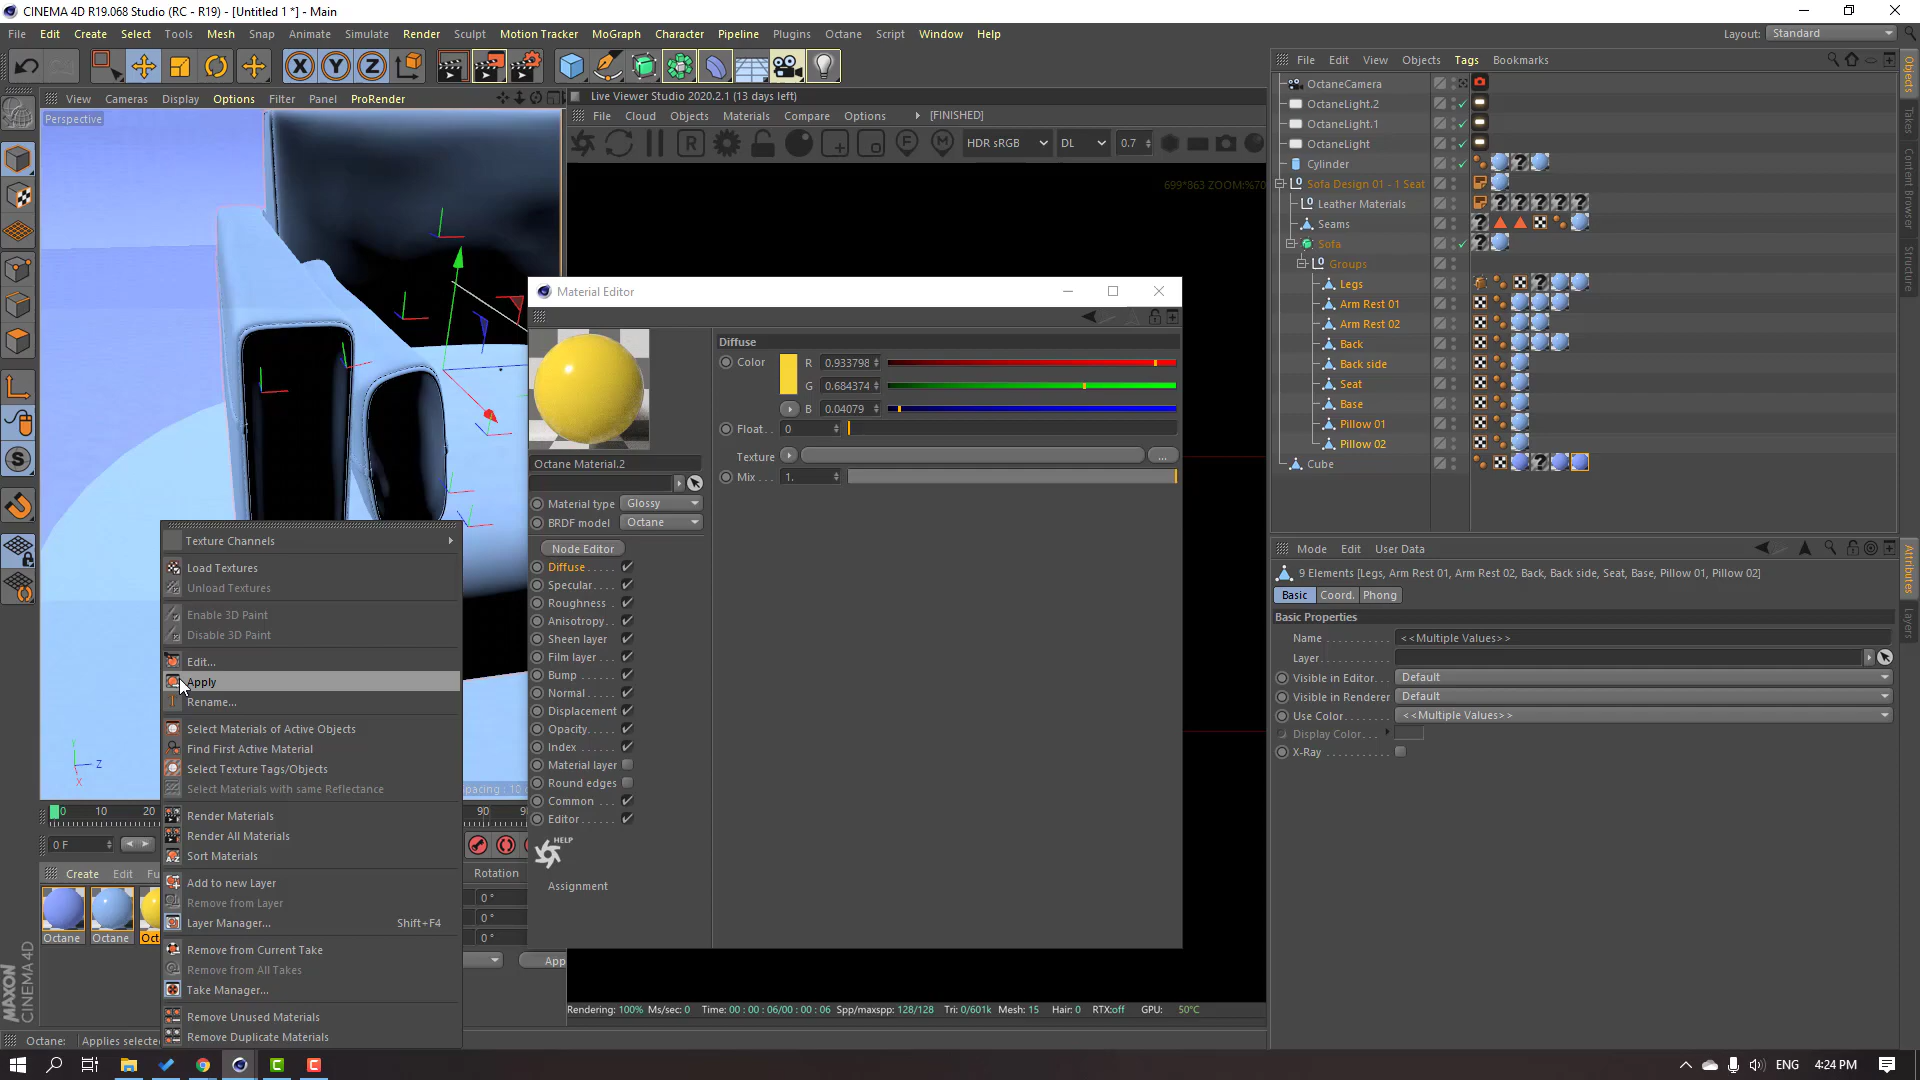 CINEMA 4D R19.068 Studio (RC - R19) - [Untitled 1 *] - Main
File Edit Create Select Tools Mesh Snap Animate Simulate Render Sculpt Motion Tracker MoGraph Character Pipeline Plugins Octane Script Window Help
Layout: Standard
View Cameras Display Options Filter Panel ProRender
Perspective
Live Viewer Studio 2020.2.1 (13 days left)
File Cloud Objects Materials Compare Options [FINISHED]
HDR sRGB DL 0.7
699*863 ZOOM:%70
File Edit View Objects Tags Bookmarks
OctaneCamera
OctaneLight.2
OctaneLight.1
OctaneLight
Cylinder
Sofa Design 01 - 1 Seat
Leather Materials
Seams
Sofa
Groups
Legs
Arm Rest 01
Arm Rest 02
Back
Back side
Seat
Base
Pillow 01
Pillow 02
Cube
Objects
Takes
Content Browser
Structure
Material Editor
Diffuse
Color R 0.933798
G 0.684374
B 0.04079
Float . . 0
Texture ...
Mix . . . 1.
Octane Material.2
Material type Glossy
BRDF model Octane
Node Editor
Diffuse . . . . .
Specular. . . .
Roughness .
Anisotropy. .
Sheen layer
Film layer . .
Bump . . . . .
Normal . . . .
Displacement
Opacity. . . .
Index . . . . .
Material layer
Round edges
Common . . .
Editor . . . . .
HELP
Assignment
Texture Channels
Load Textures
Unload Textures
Enable 3D Paint
Disable 3D Paint
Edit...
Apply
Rename...
Select Materials of Active Objects
Find First Active Material
Select Texture Tags/Objects
Select Materials with same Reflectance
Render Materials
Render All Materials
Sort Materials
Add to new Layer
Remove from Layer
Layer Manager... Shift+F4
Remove from Current Take
Remove from All Takes
Take Manager...
Remove Unused Materials
Remove Duplicate Materials
Y Z X
0 10 20 90
0 F
Create Edit Fu
Rotation
0 °
0 °
0 °
Octane Octane Oct
App
MAXON CINEMA 4D
Octane: Applies selecte
Rendering: 100% Ms/sec: 0 Time: 00 : 00 : 06/00 : 00 : 06 Spp/maxspp: 128/128 Tri: 0/601k Mesh: 15 Hair: 0 RTX:off GPU: 50°C
Mode Edit User Data
9 Elements [Legs, Arm Rest 01, Arm Rest 02, Back, Back side, Seat, Base, Pillow 01, Pillow 02]
Basic Coord. Phong
Basic Properties
Name <<Multiple Values>>
Layer
Visible in Editor Default
Visible in Renderer Default
Use Color <<Multiple Values>>
Display Color
X-Ray
Attributes
Layers
ENG 4:24 PM